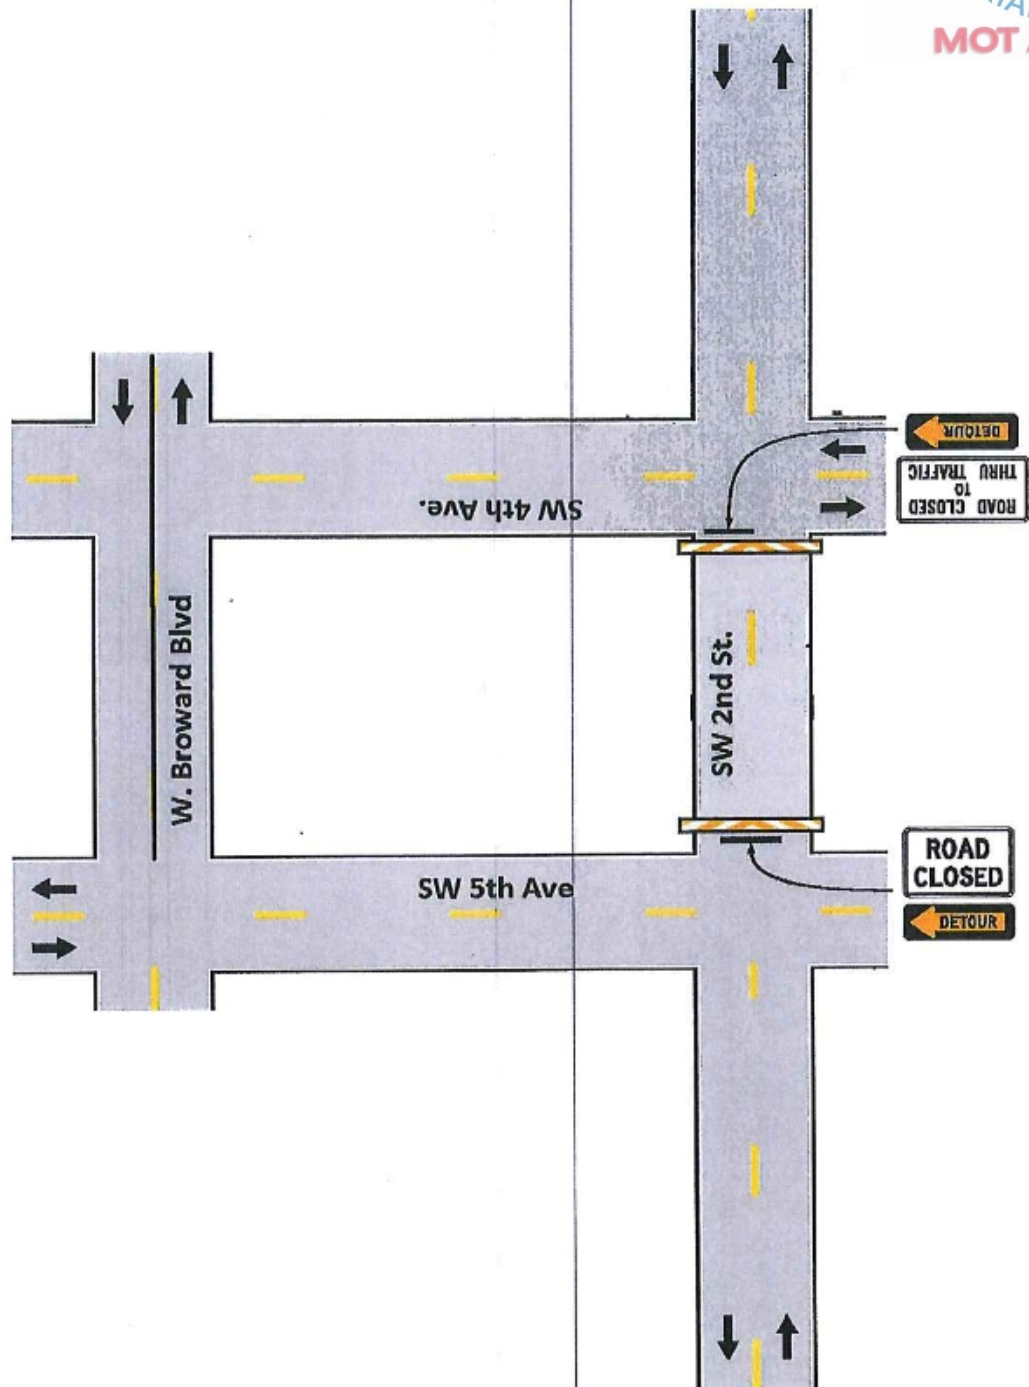 MOT
DETOUR
ROAD CLOSED
TO
THRU TRAFFIC
SW 4th Ave.
W. Broward Blvd
SW 2nd St.
ROAD
CLOSED
SW 5th Ave
DETOUR